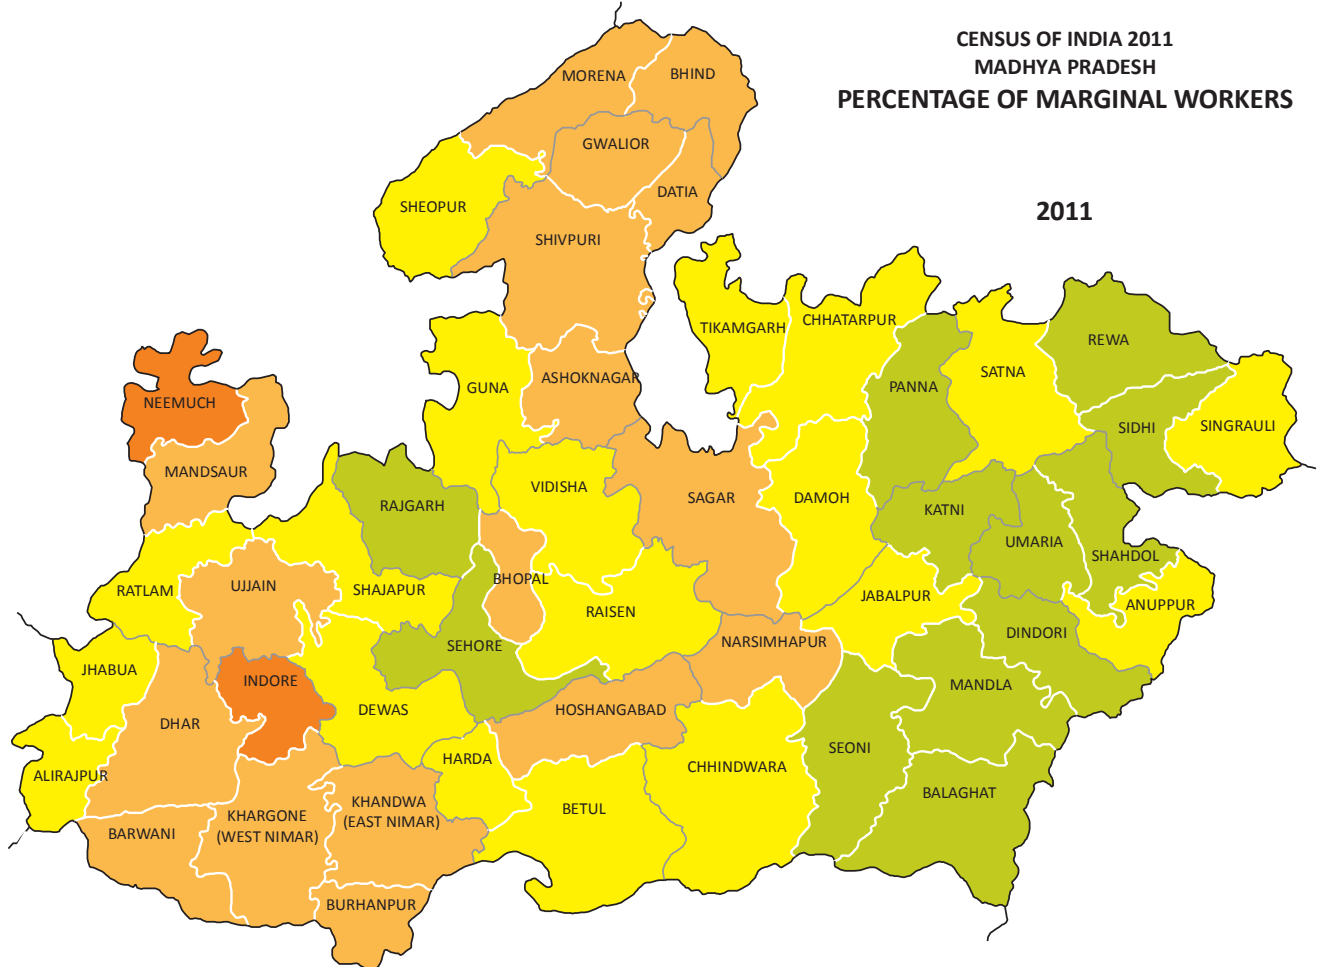 CENSUS OF INDIA 2011
MADHYA PRADESH
PERCENTAGE OF MARGINAL WORKERS
2011
MORENA
BHIND
GWALIOR
DATIA
SHEOPUR
SHIVPURI
TIKAMGARH
CHHATARPUR
REWA
PANNA
SATNA
GUNA
ASHOKNAGAR
NEEMUCH
SIDHI
SINGRAULI
MANDSAUR
VIDISHA
SAGAR
DAMOH
RAJGARH
KATNI
UMARIA
SHAHDOL
RATLAM
UJJAIN
SHAJAPUR
BHOPAL
RAISEN
JABALPUR
ANUPPUR
SEHORE
NARSIMHAPUR
DINDORI
JHABUA
INDORE
MANDLA
DHAR
DEWAS
HOSHANGABAD
SEONI
ALIRAJPUR
HARDA
CHHINDWARA
BALAGHAT
BARWANI
KHARGONE
(WEST NIMAR)
KHANDWA
(EAST NIMAR)
BETUL
BURHANPUR